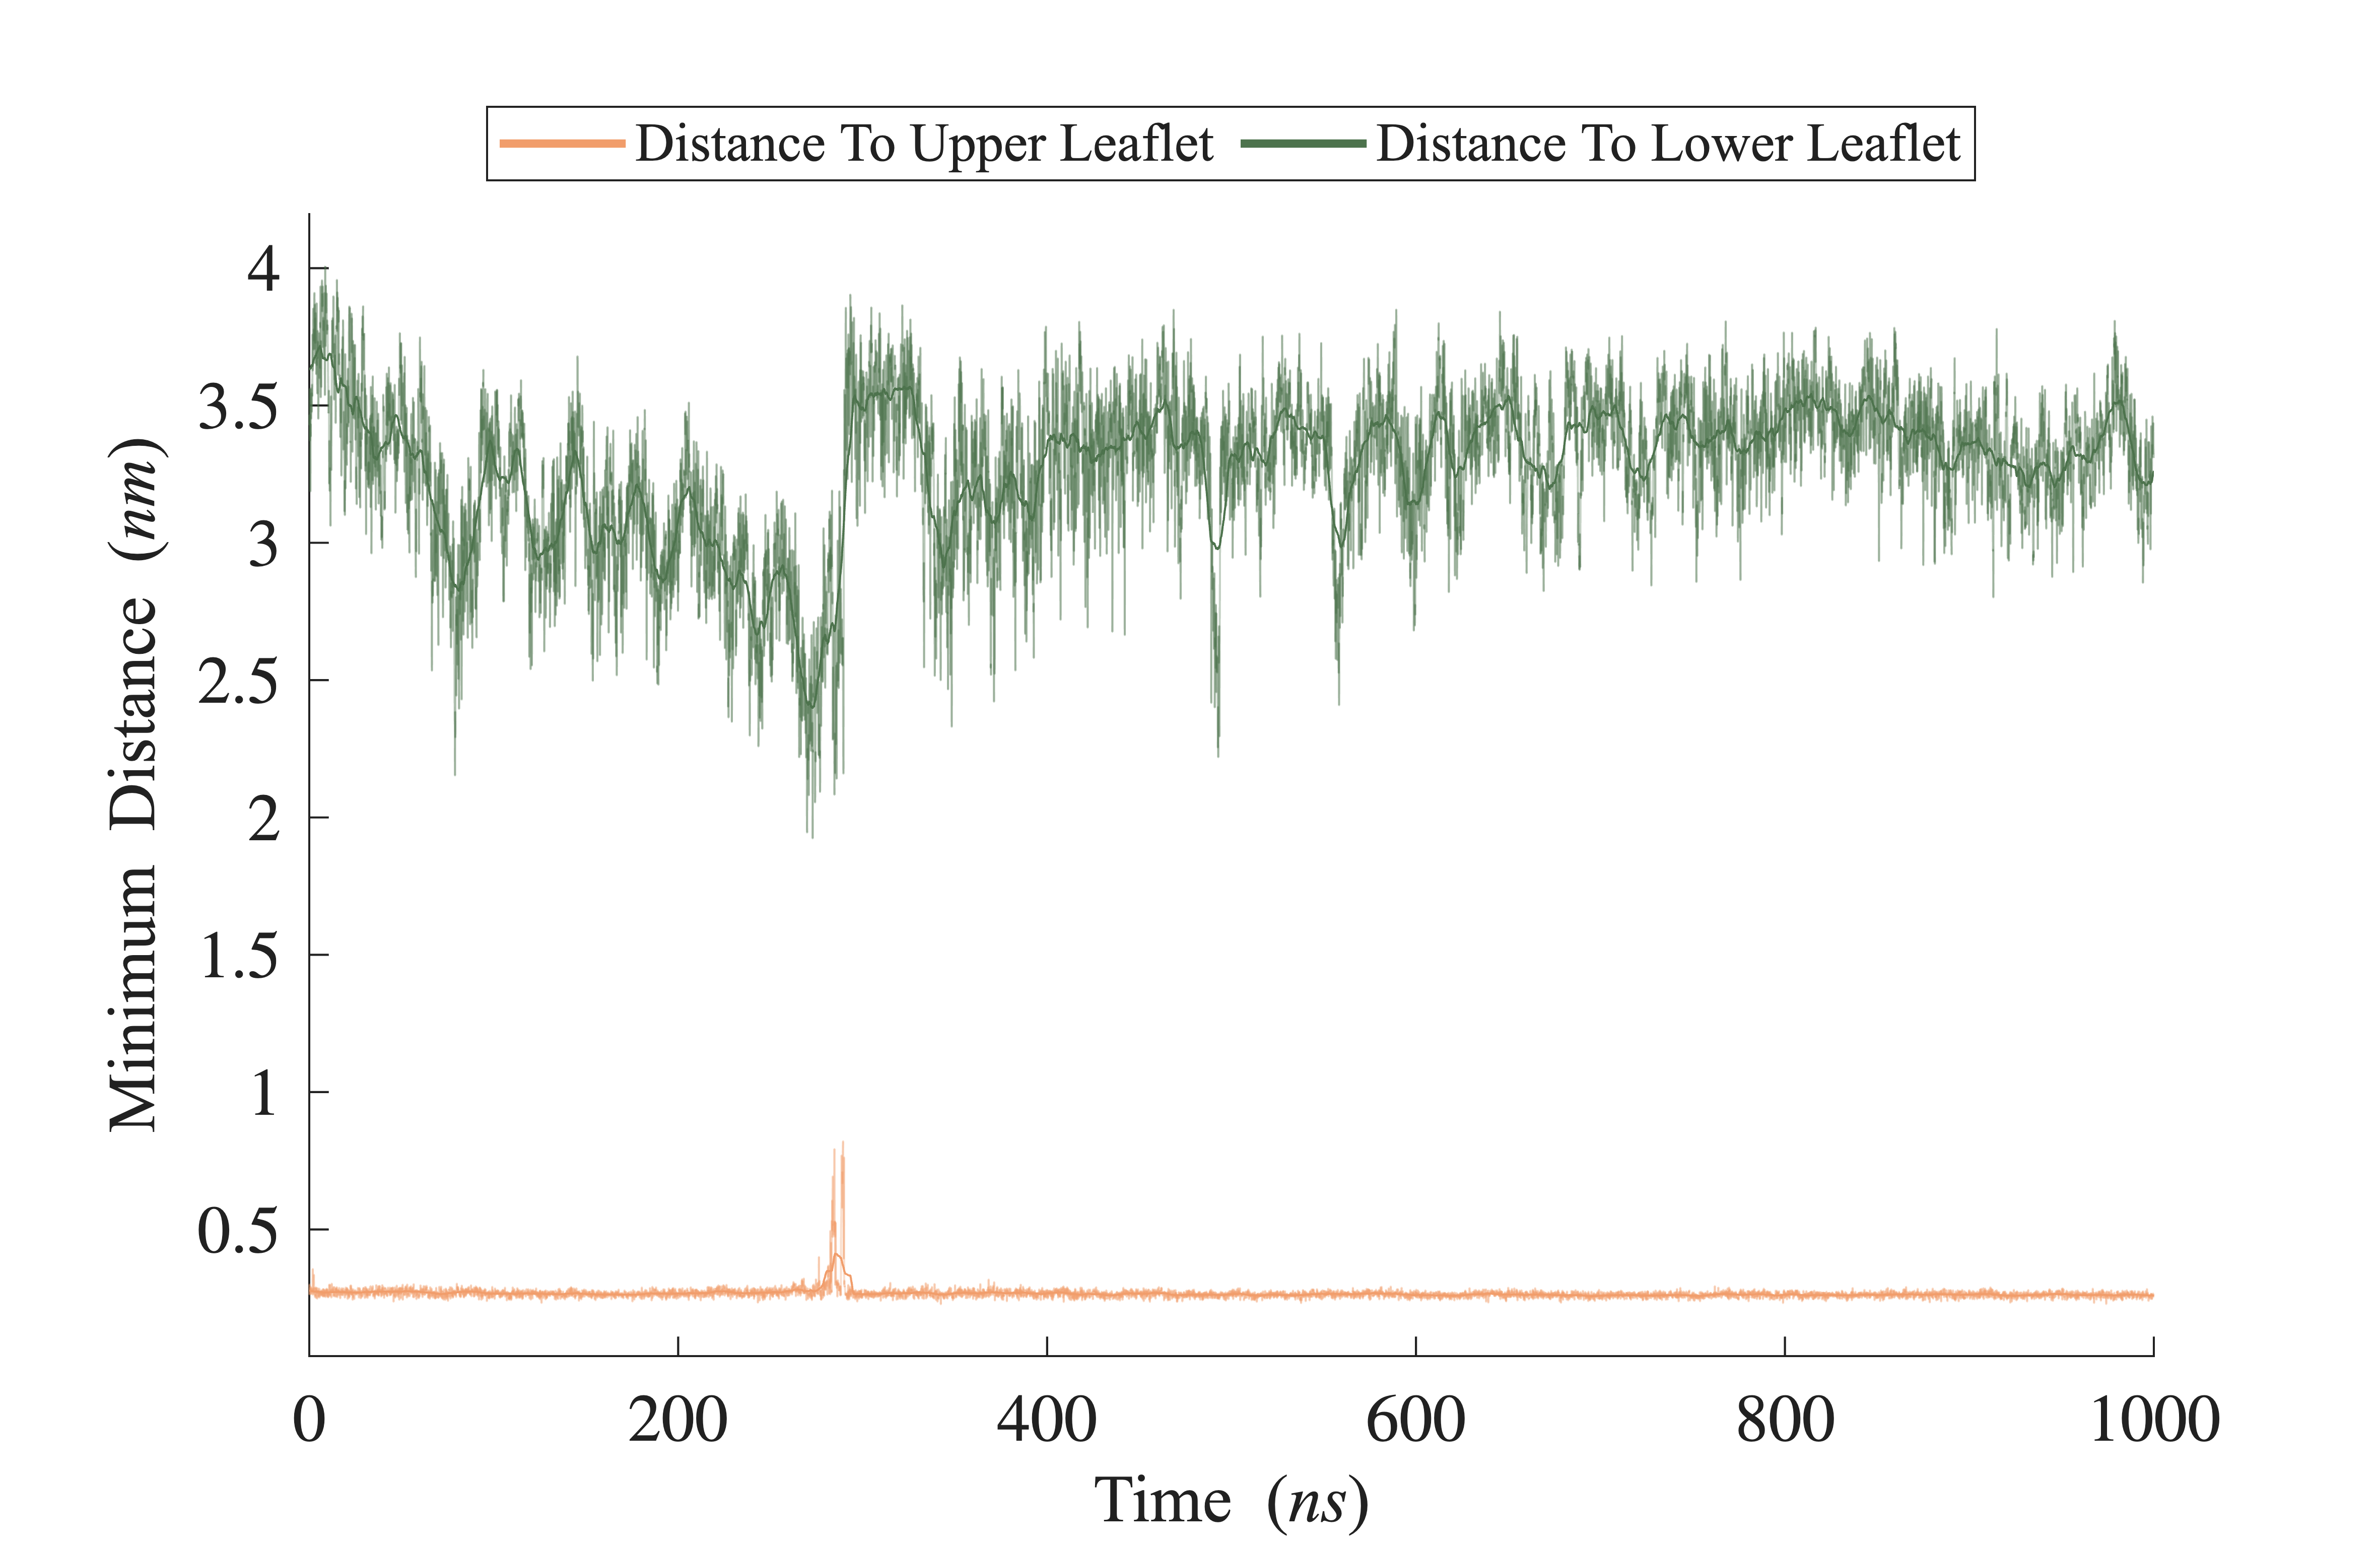 Distance To Upper Leaflet Distance To Lower Leaflet
4
3.5
3
2.5
2
1.5
1
0.5
Minimum Distance (nm)
0 200 400 600 800 1000
Time (ns)